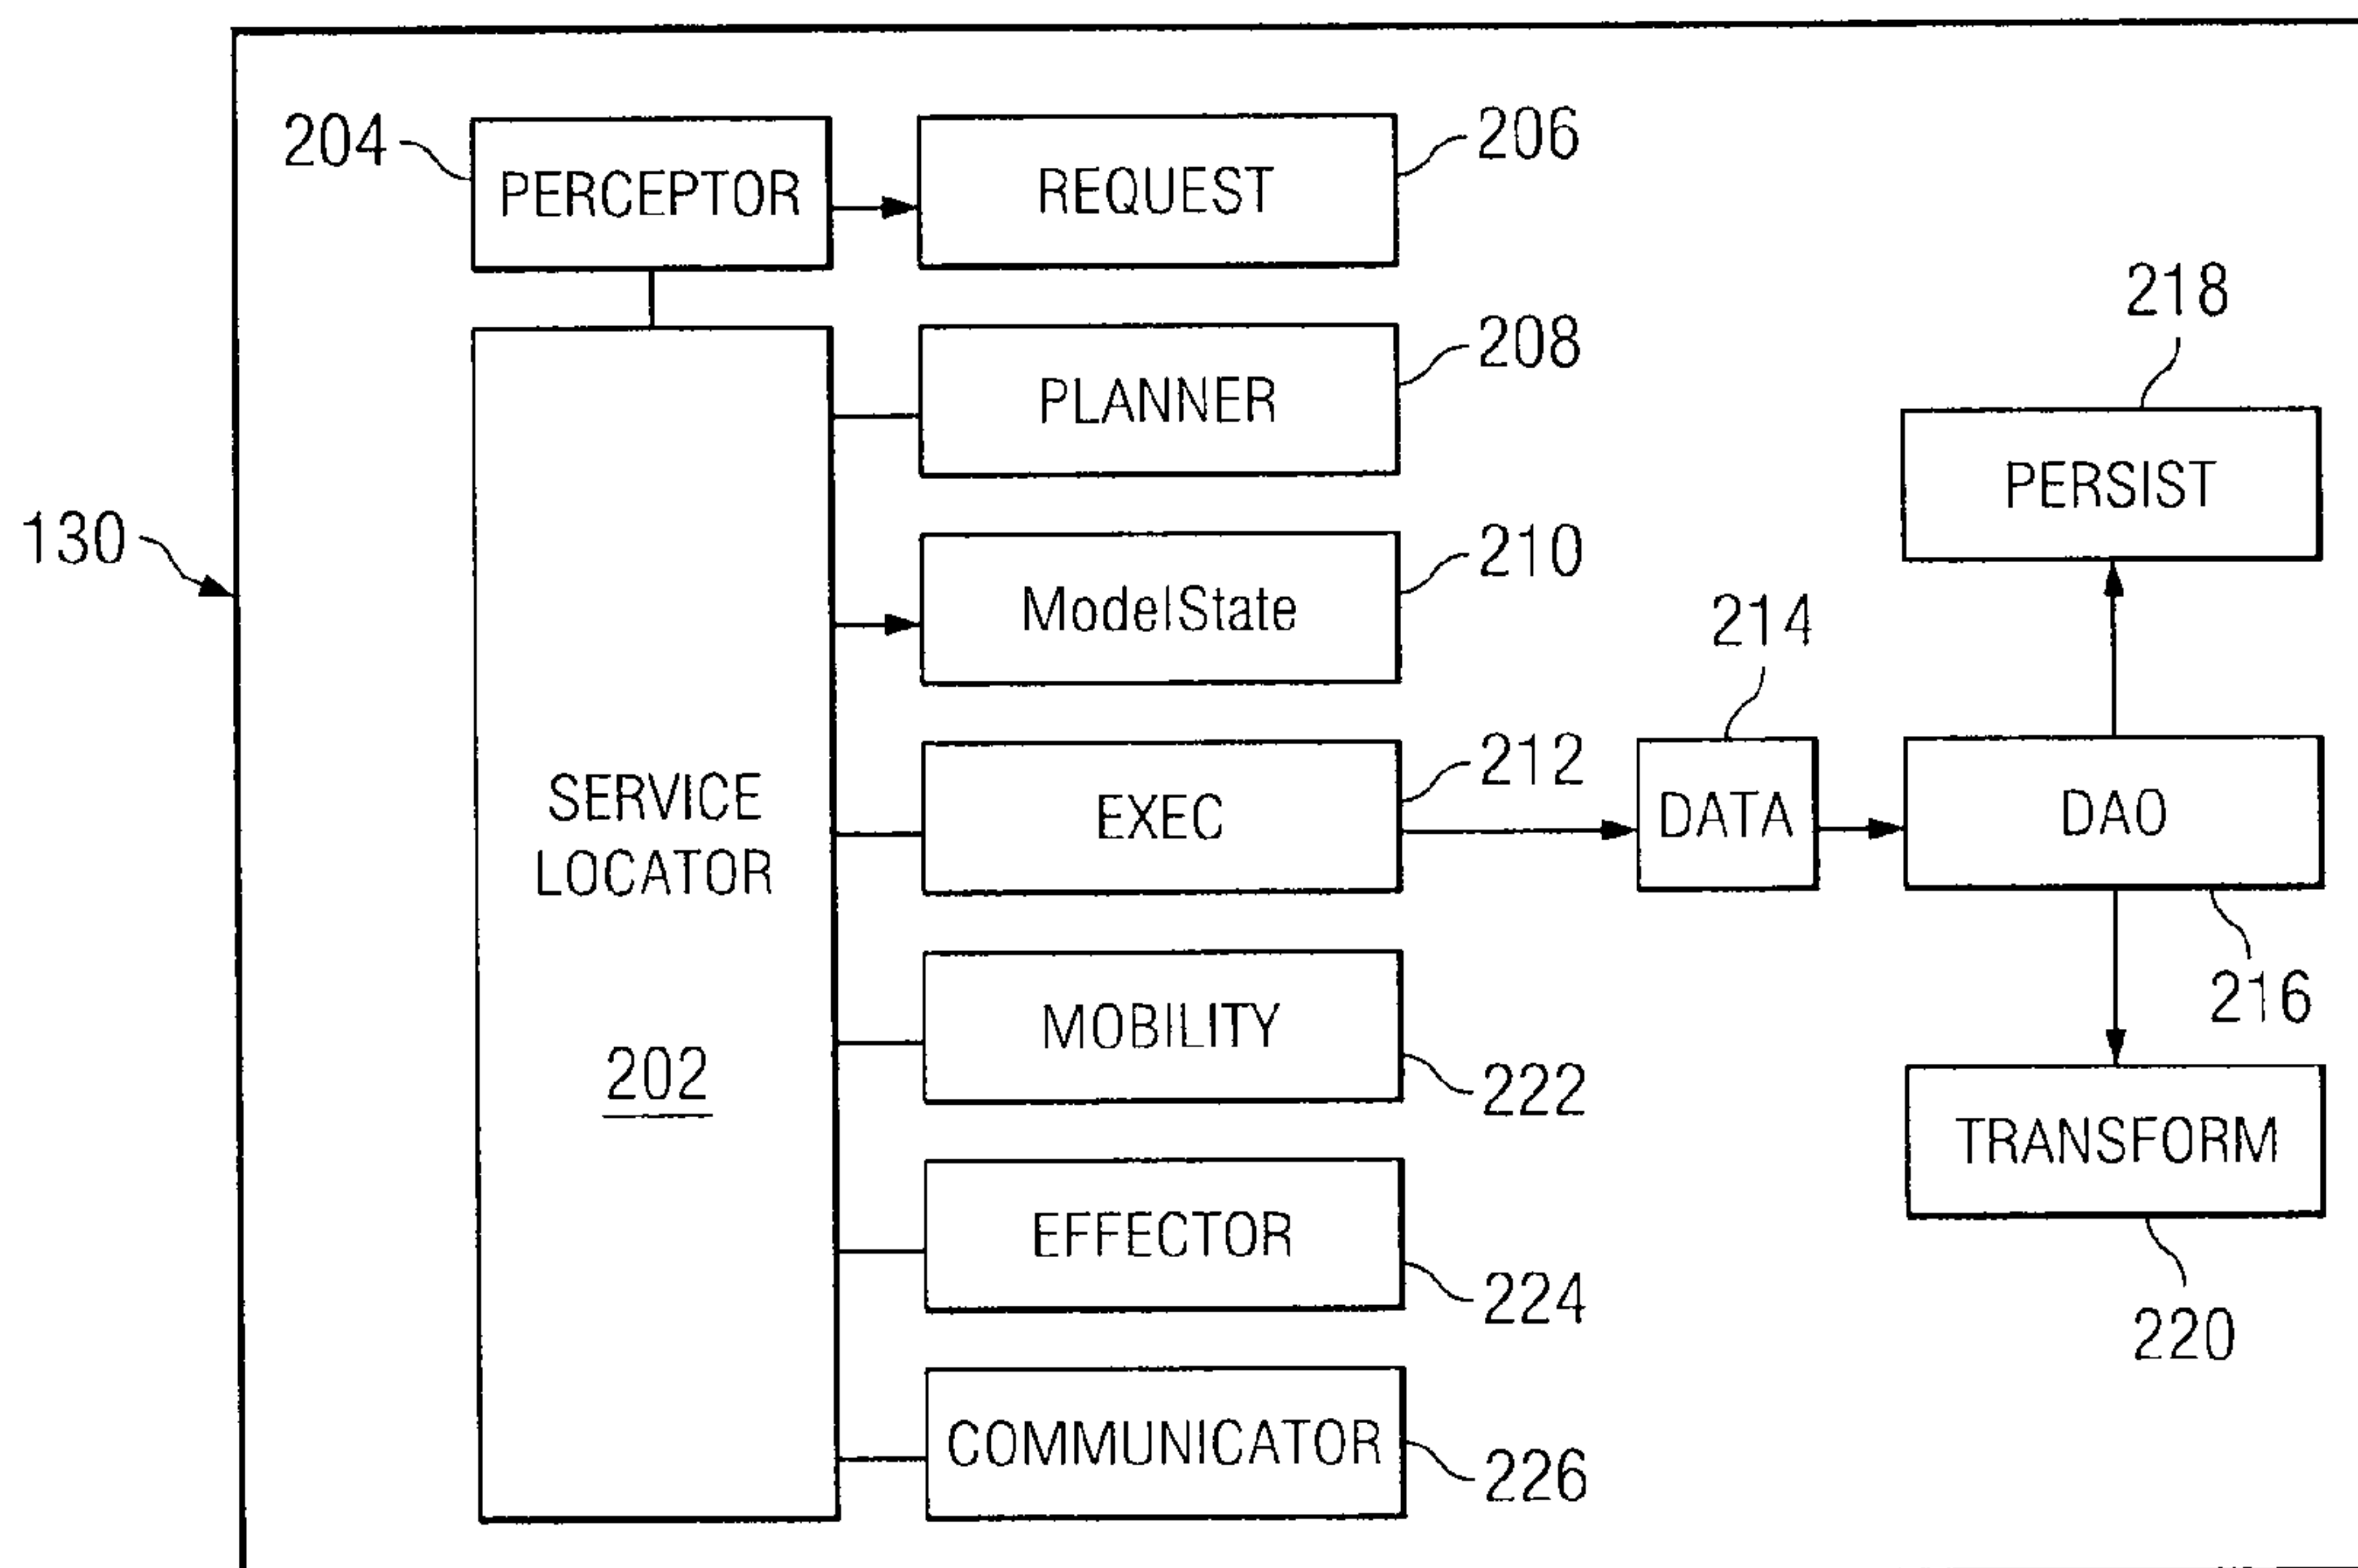 204
PERCEPTOR
REQUEST
206
PLANNER
208
218
PERSIST
130
ModelState
210
214
SERVICE
LOCATOR
202
EXEC
212
DATA
DAO
216
MOBILITY
222
TRANSFORM
220
EFFECTOR
224
COMMUNICATOR
226